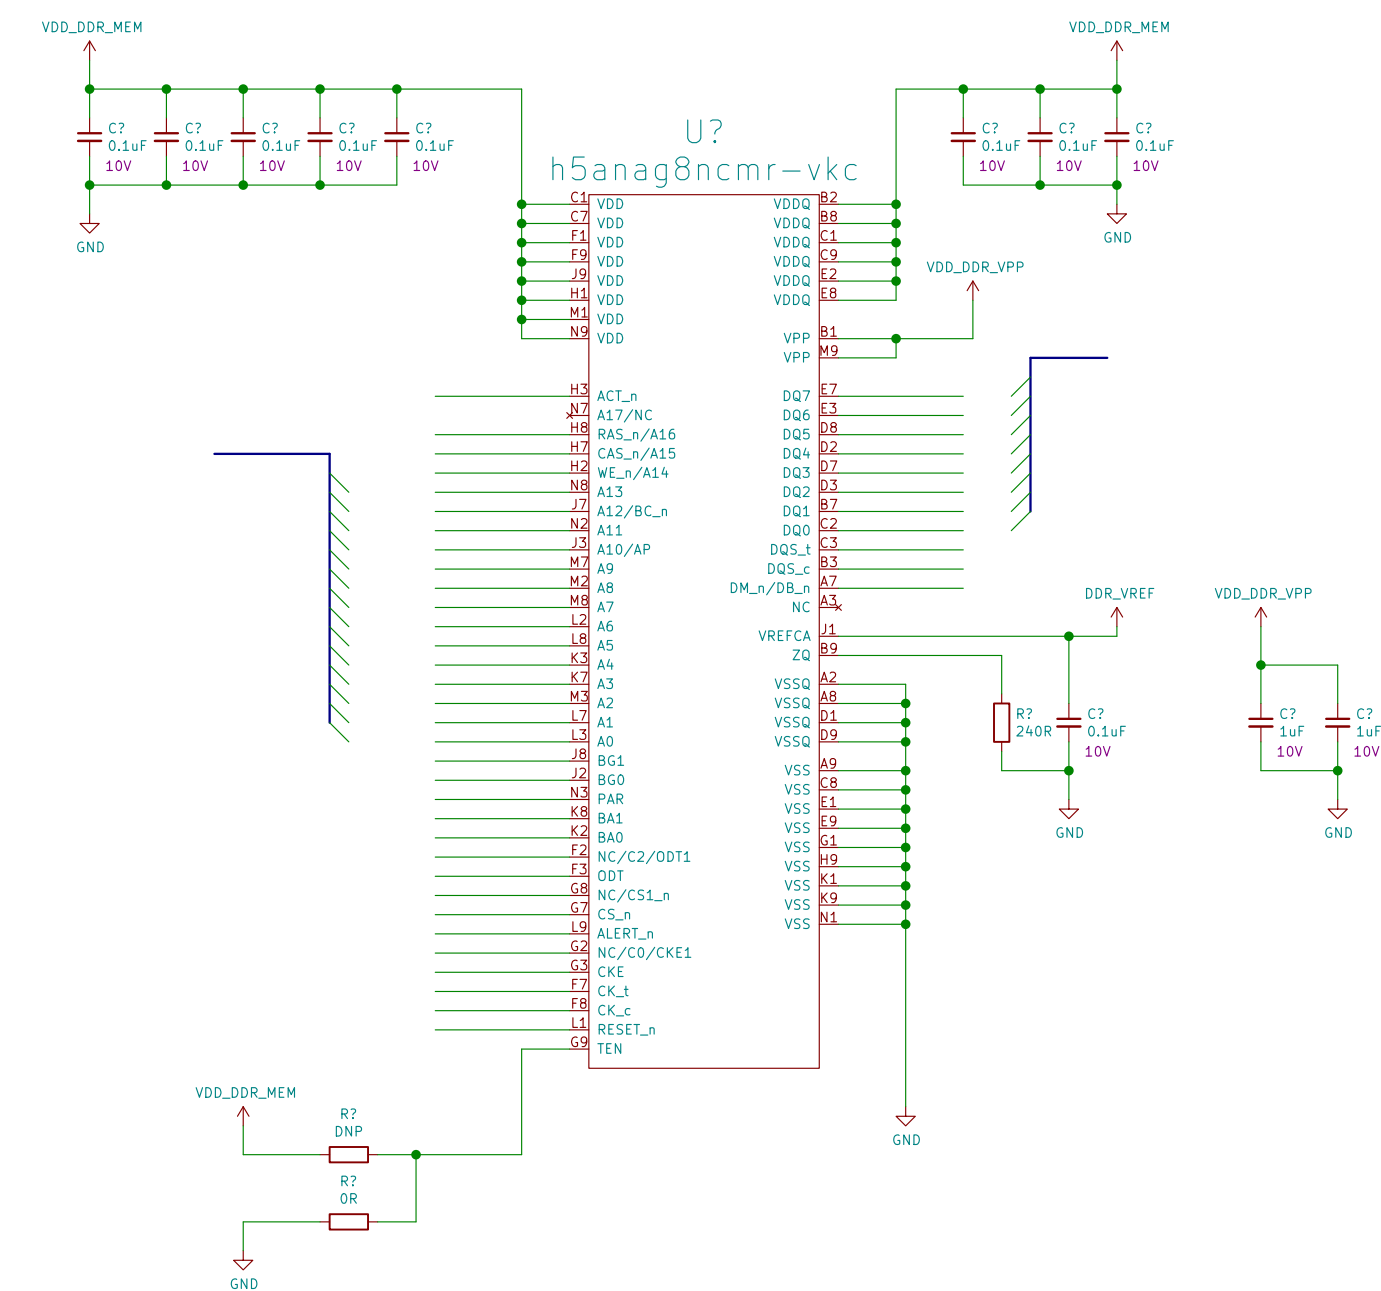 VDD_DDR_MEM
VDD_DDR_MEM
C?
0.1uF
10V
C?
0.1uF
10V
C?
0.1uF
10V
C?
0.1uF
10V
C?
0.1uF
10V
GND
C?
0.1uF
10V
C?
0.1uF
10V
C?
0.1uF
10V
GND
U?
h5anag8ncmr-vkc
C1 VDD
C7 VDD
F1 VDD
F9 VDD
J9 VDD
H1 VDD
M1 VDD
N9 VDD
H3 ACT_n
N7 A17/NC
H8 RAS_n/A16
H7 CAS_n/A15
H2 WE_n/A14
N8 A13
J7 A12/BC_n
N2 A11
J3 A10/AP
M7 A9
M2 A8
M8 A7
L2 A6
L8 A5
K3 A4
K7 A3
M3 A2
L7 A1
L3 A0
J8 BG1
J2 BG0
N3 PAR
K8 BA1
K2 BA0
F2 NC/C2/ODT1
F3 ODT
G8 NC/CS1_n
G7 CS_n
L9 ALERT_n
G2 NC/C0/CKE1
G3 CKE
F7 CK_t
F8 CK_c
L1 RESET_n
G9 TEN
VDDQ B2
VDDQ B8
VDDQ C1
VDDQ C9
VDDQ E2
VDDQ E8
VPP B1
VPP M9
DQ7 E7
DQ6 E3
DQ5 D8
DQ4 D2
DQ3 D7
DQ2 D3
DQ1 B7
DQ0 C2
DQS_t C3
DQS_c B3
DM_n/DB_n A7
NC A3
VREFCA J1
ZQ B9
VSSQ A2
VSSQ A8
VSSQ D1
VSSQ D9
VSS A9
VSS C8
VSS E1
VSS E9
VSS G1
VSS H9
VSS K1
VSS K9
VSS N1
VDD_DDR_VPP
DDR_VREF
VDD_DDR_VPP
R?
240R
C?
0.1uF
10V
C?
1uF
10V
C?
1uF
10V
GND
GND
GND
VDD_DDR_MEM
R?
DNP
R?
0R
GND